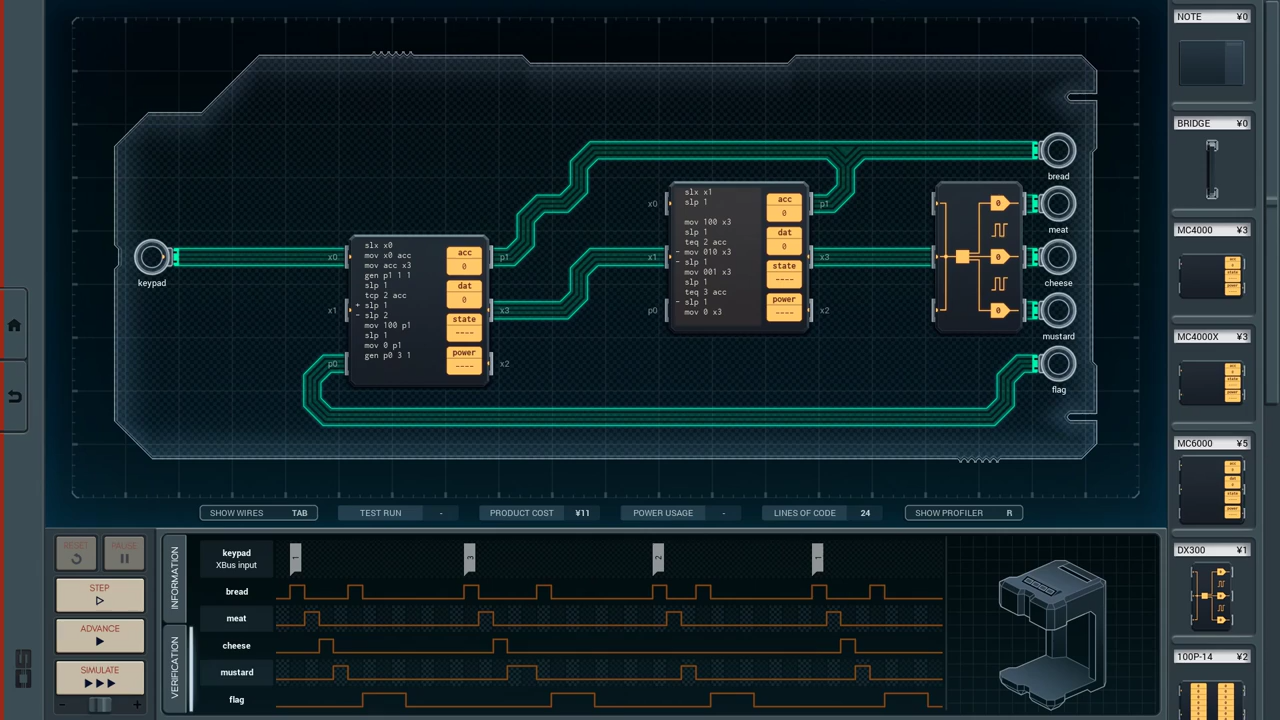 NOTE ¥0
BRIDGE ¥0
MC4000 ¥3
MC4000X ¥3
MC6000 ¥5
DX300 ¥1
100P-14 ¥2
keypad
bread
meat
cheese
mustard
flag
x0
x1
p0
p1
x3
x2
slx x0
mov x0 acc
mov acc x3
gen p1 1 1
slp 1
tcp 2 acc
+ slp 1
- slp 2
mov 100 p1
slp 1
mov 0 p1
gen p0 3 1
acc
0
dat
0
state
----
power
----
x0
x1
p0
p1
x3
x2
slx x1
slp 1
mov 100 x3
slp 1
teq 2 acc
- mov 010 x3
- slp 1
mov 001 x3
slp 1
teq 3 acc
- slp 1
mov 0 x3
acc
0
dat
0
state
----
power
----
0
0
0
SHOW WIRES TAB
TEST RUN -
PRODUCT COST ¥11
POWER USAGE -
LINES OF CODE 24
SHOW PROFILER R
RESET
PAUSE
STEP
ADVANCE
SIMULATE
- +
INFORMATION
VERIFICATION
keypad
XBus input
1
3
2
1
bread
meat
cheese
mustard
flag